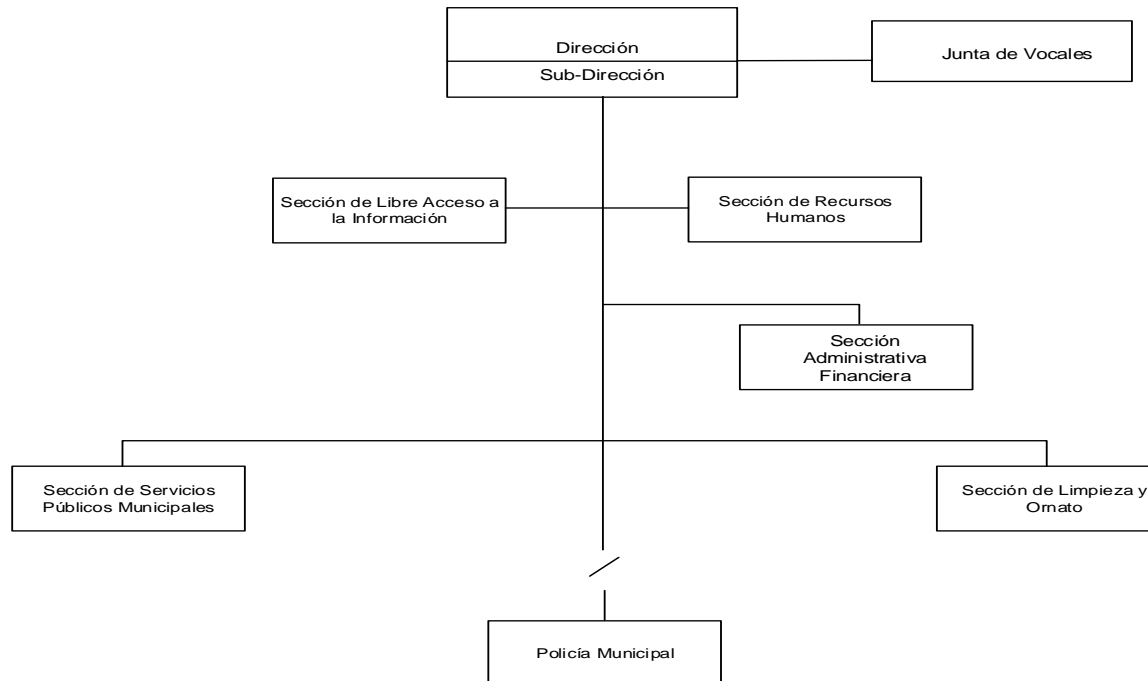 Dirección
Sub-Dirección
Junta de Vocales
Sección de Libre Acceso a
la Información
Sección de Recursos
Humanos
Sección
Administrativa
Financiera
Sección de Servicios
Públicos Municipales
Sección de Limpieza y
Ornato
Policía Municipal